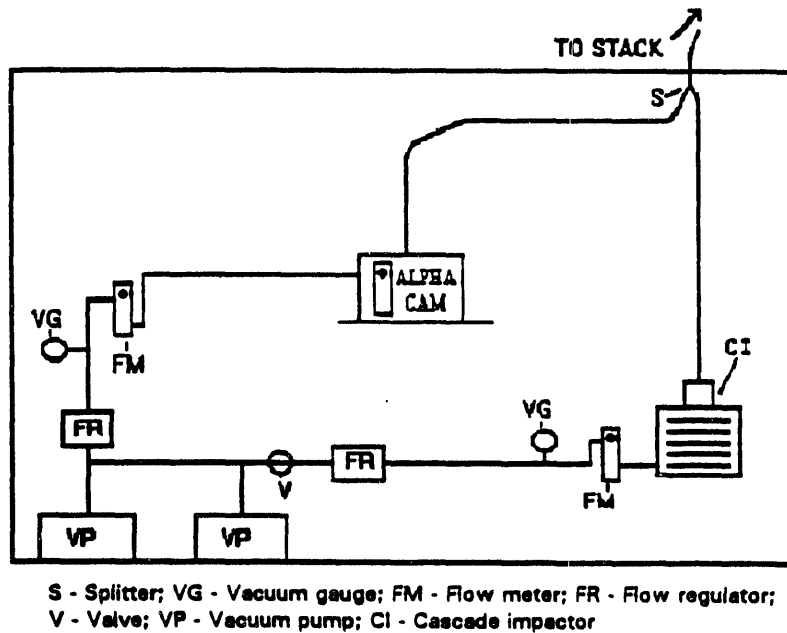 TO STACK
S
ALPHA
CAM
VG
FM
CI
VG
FR
FR
V
FM
VP
VP
S - Splitter; VG - Vacuum gauge; FM - Flow meter; FR - Flow regulator;
V - Valve; VP - Vacuum pump; CI - Cascade impactor